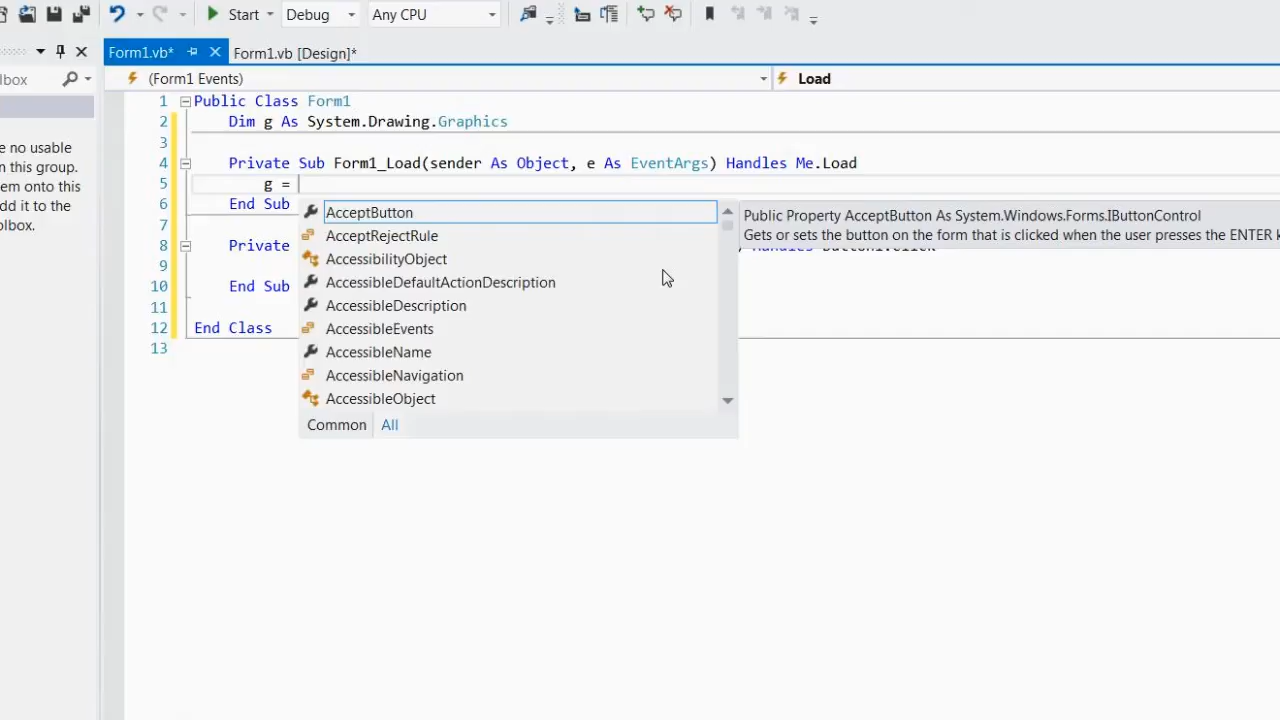 Start Debug Any CPU
Form1.vb* Form1.vb [Design]*
lbox (Form1 Events) Load
1 Public Class Form1
2 Dim g As System.Drawing.Graphics
3
4 Private Sub Form1_Load(sender As Object, e As EventArgs) Handles Me.Load
5 g =
6 End Sub
7
8 Private Handles Button1.Click
9
10 End Sub
11
12 End Class
13
e no usable
n this group.
em onto this
dd it to the
olbox.
AcceptButton
AcceptRejectRule
AccessibilityObject
AccessibleDefaultActionDescription
AccessibleDescription
AccessibleEvents
AccessibleName
AccessibleNavigation
AccessibleObject
Common All
Public Property AcceptButton As System.Windows.Forms.IButtonControl
Gets or sets the button on the form that is clicked when the user presses the ENTER k